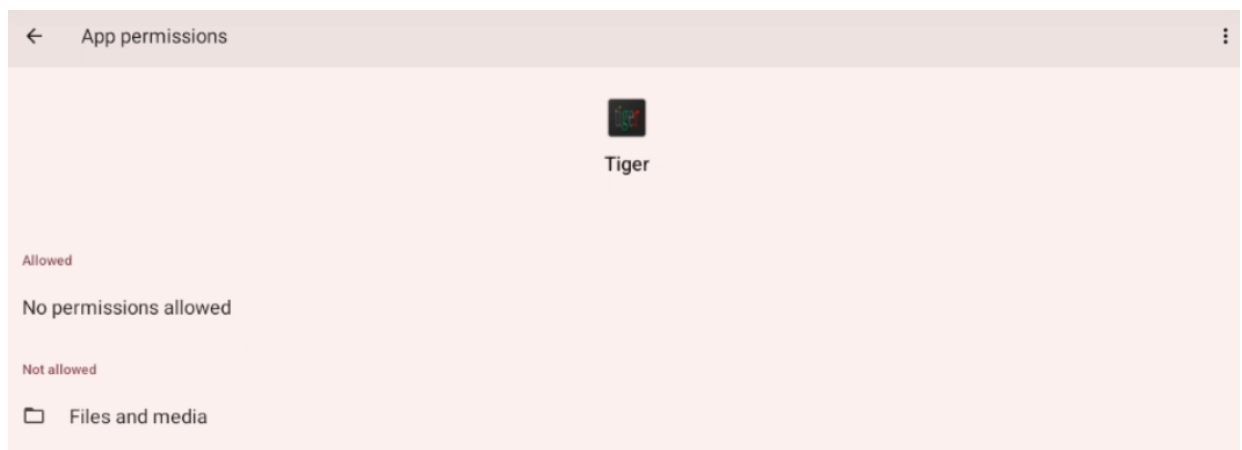 App permissions
Tiger
Allowed
No permissions allowed
Not allowed
Files and media